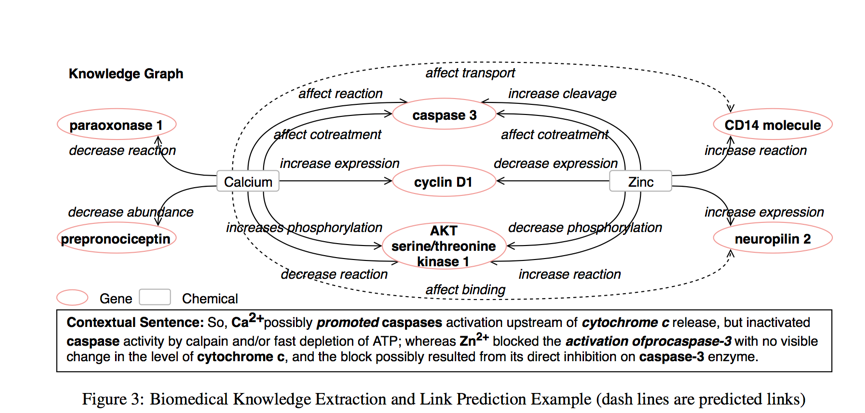 Knowledge Graph
affect transport
affect reaction
increase cleavage
caspase 3
paraoxonase 1
CD14 molecule
affect cotreatment
affect cotreatment
decrease reaction
increase reaction
increase expression
decrease expression
Calcium
cyclin D1
Zinc
decrease abundance
increase expression
increases phosphorylation
AKT
serine/threonine
kinase 1
decrease phosphorylation
prepronociceptin
neuropilin 2
decrease reaction
increase reaction
affect binding
Gene
Chemical
Contextual Sentence: So, Ca2+possibly promoted caspases activation upstream of cytochrome c release, but inactivated
caspase activity by calpain and/or fast depletion of ATP; whereas Zn2+ blocked the activation ofprocaspase-3 with no visible
change in the level of cytochrome c, and the block possibly resulted from its direct inhibition on caspase-3 enzyme.
Figure 3: Biomedical Knowledge Extraction and Link Prediction Example (dash lines are predicted links)